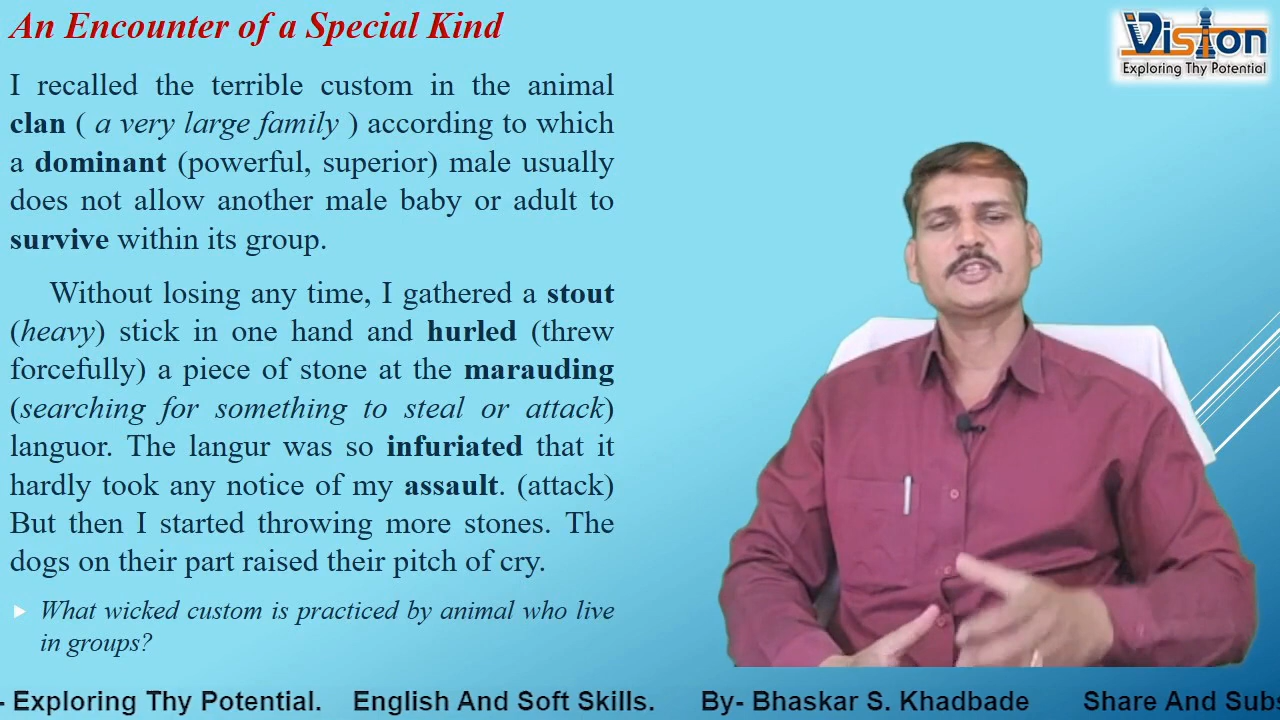 An Encounter of a Special Kind
I recalled the terrible custom in the animal
clan ( a very large family ) according to which
a dominant (powerful, superior) male usually
does not allow another male baby or adult to
survive within its group.
Without losing any time, I gathered a stout
(heavy) stick in one hand and hurled (threw
forcefully) a piece of stone at the marauding
(searching for something to steal or attack)
languor. The langur was so infuriated that it
hardly took any notice of my assault. (attack)
But then I started throwing more stones. The
dogs on their part raised their pitch of cry.
What wicked custom is practiced by animal who live
in groups?
Vision
Exploring Thy Potential
- Exploring Thy Potential. English And Soft Skills. By- Bhaskar S. Khadbade Share And Subs